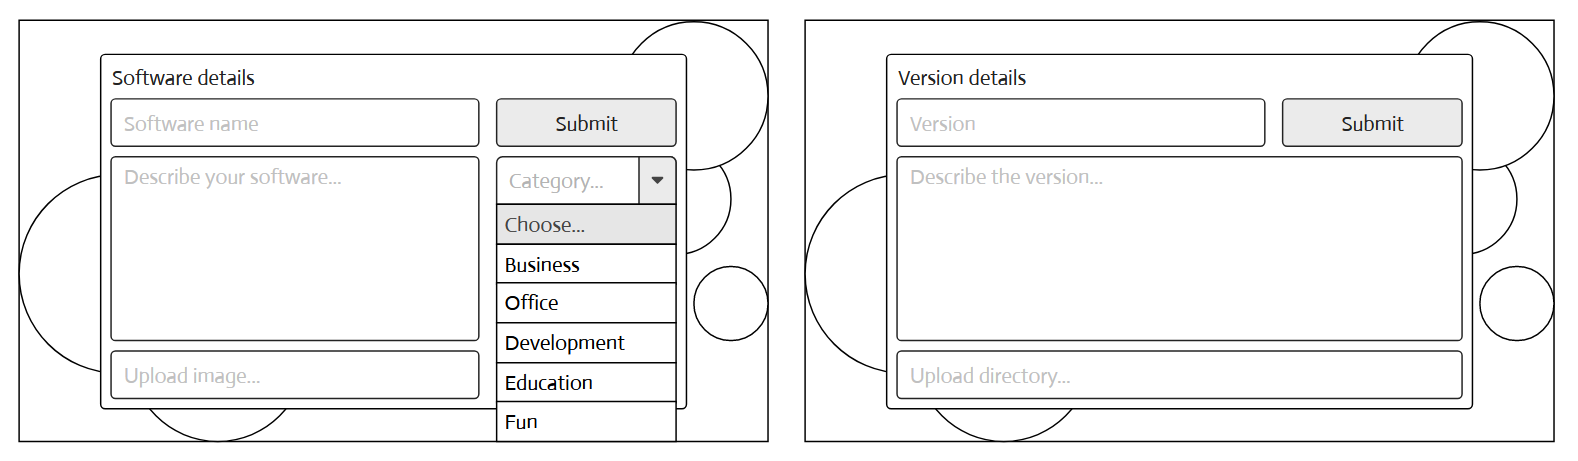 Software details
Software name
Submit
Describe your software...
Category...
Choose...
Business
Office
Development
Education
Fun
Upload image...
Version details
Version
Submit
Describe the version...
Upload directory...